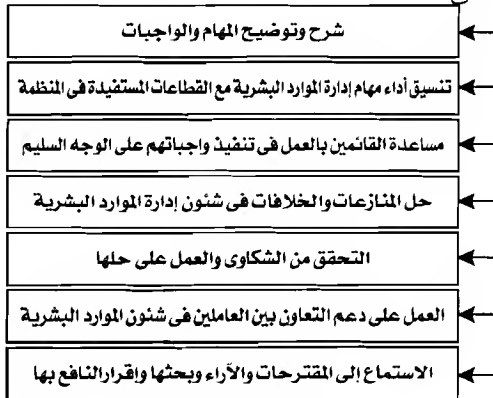 شرح وتوضيح المهام والواجبات
تنسيق أداء مهام إدارة الموارد البشرية مع القطاعات المستفيدة فى المنظمة
مساعدة القائمين بالعمل فى تنفيذ واجباتهم على الوجه السليم
حل المنازعات والخلافات فى شئون إدارة الموارد البشرية
التحقق من الشكاوى والعمل على حلها
العمل على دعم التعاون بين العاملين فى شئون الموارد البشرية
الاستماع إلى المقترحات والآراء وبحثها وإقرار النافع بها